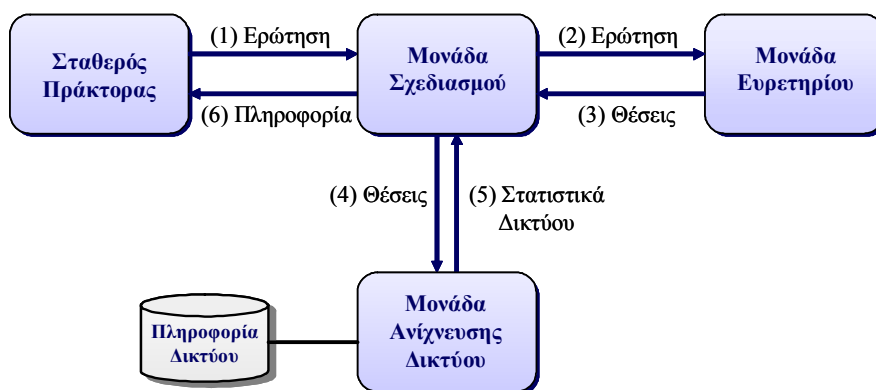 (1) Ερώτηση
(2) Ερώτηση
Σταθερός
Πράκτορας
Μονάδα
Σχεδιασμού
Μονάδα
Ευρετηρίου
(6) Πληροφορία
(3) Θέσεις
(4) Θέσεις
(5) Στατιστικά
Δικτύου
Πληροφορία
Δικτύου
Μονάδα
Ανίχνευσης
Δικτύου